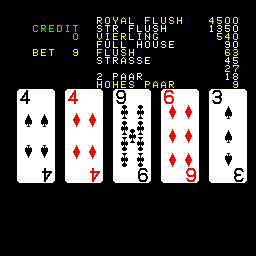 ROYAL FLUSH 4500
CREDIT STR FLUSH 1350
0 VIERLING 540
FULL HOUSE 90
BET 9 FLUSH 63
STRASSE 45
27
2 PAAR 18
HOHES PAAR 9
4 4 9 6 3
4 4 9 6 3